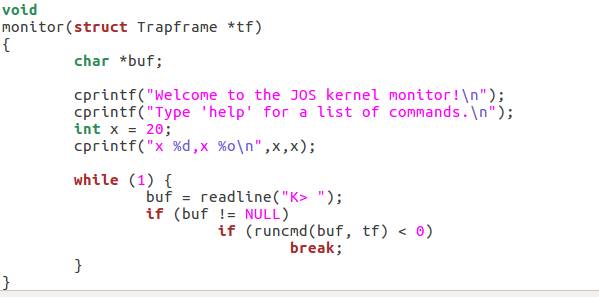 void
monitor(struct Trapframe *tf)
{
        char *buf;

        cprintf("Welcome to the JOS kernel monitor!\n");
        cprintf("Type 'help' for a list of commands.\n");
        int x = 20;
        cprintf("x %d,x %o\n",x,x);

        while (1) {
                buf = readline("K> ");
                if (buf != NULL)
                        if (runcmd(buf, tf) < 0)
                                break;
        }
}